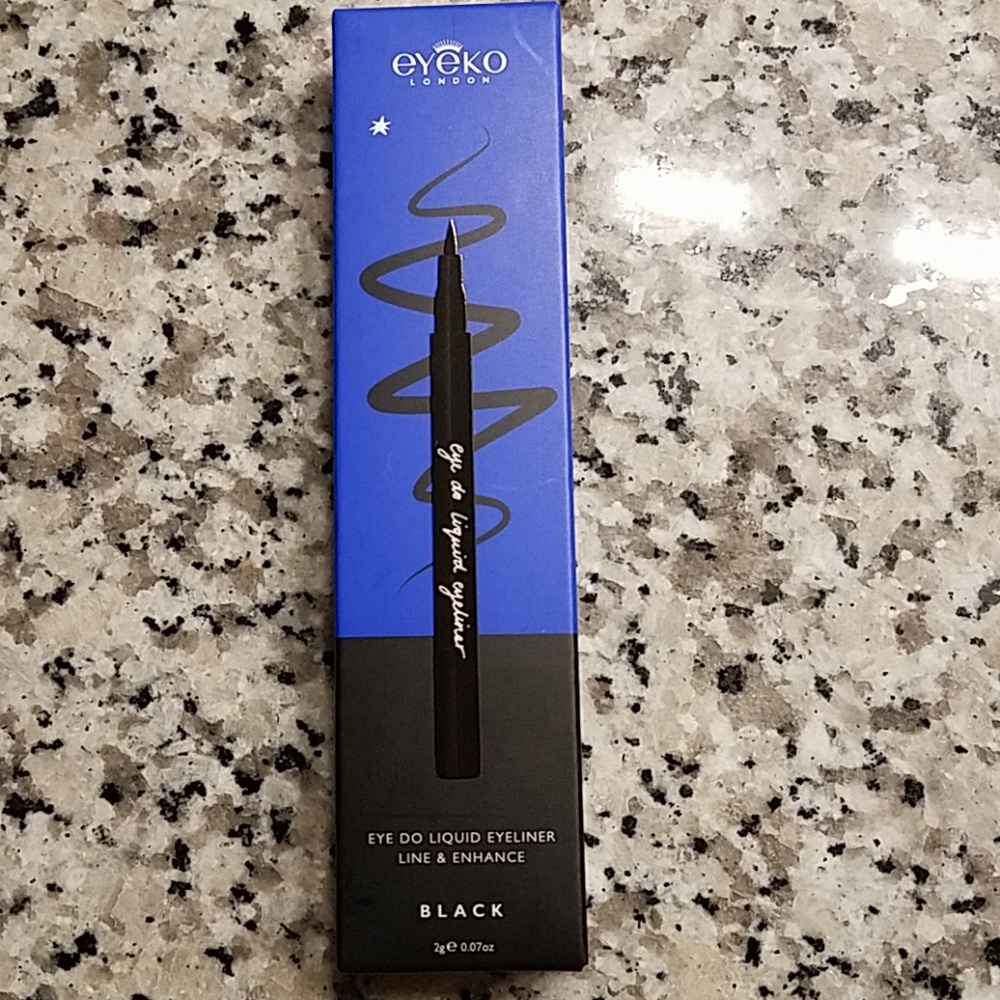 eyeko
LONDON
eye do liquid eyeliner
EYE DO LIQUID EYELINER
LINE & ENHANCE
BLACK
2g℮ 0.07oz